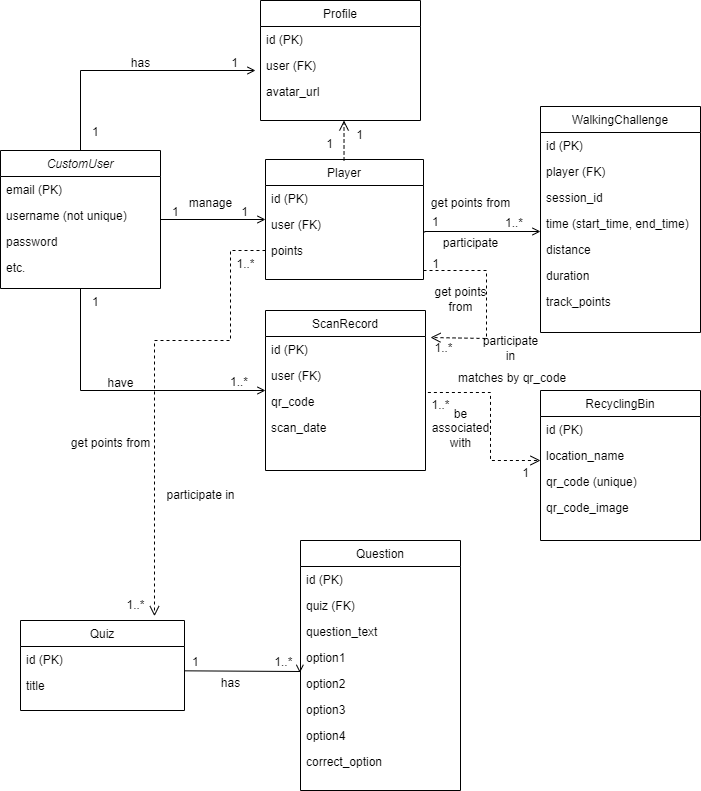 Profile
id (PK)
user (FK)
avatar_url
has
1
1
1
1
CustomUser
email (PK)
username (not unique)
password
etc.
manage
1
1
Player
id (PK)
user (FK)
points
get points from
1
1..*
participate
WalkingChallenge
id (PK)
player (FK)
session_id
time (start_time, end_time)
distance
duration
track_points
1..*
1
get points
from
1..*
participate
in
1
have
1..*
ScanRecord
id (PK)
user (FK)
qr_code
scan_date
matches by qr_code
1..*
be
associated
with
1
RecyclingBin
id (PK)
location_name
qr_code (unique)
qr_code_image
get points from
participate in
1..*
Quiz
id (PK)
title
1
1..*
has
Question
id (PK)
quiz (FK)
question_text
option1
option2
option3
option4
correct_option